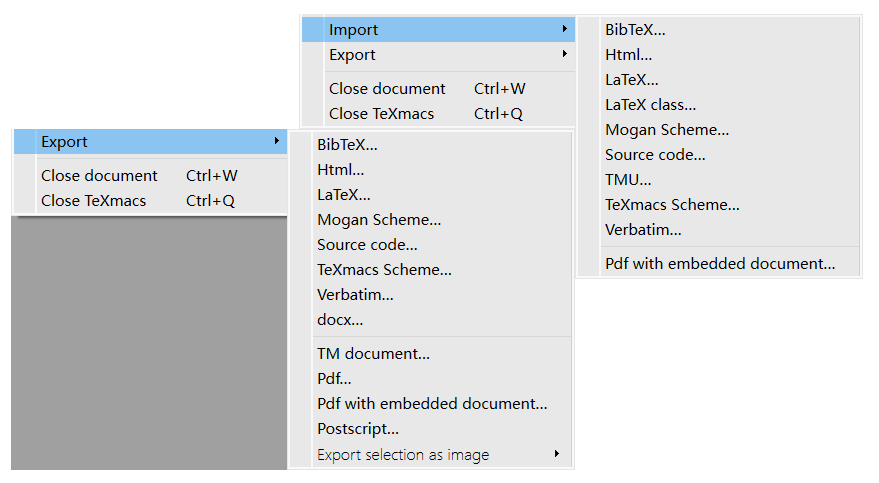 Import
Export
Close document Ctrl+W
Close TeXmacs Ctrl+Q
BibTeX...
Html...
LaTeX...
LaTeX class...
Mogan Scheme...
Source code...
TMU...
TeXmacs Scheme...
Verbatim...
Pdf with embedded document...
Export
Close document Ctrl+W
Close TeXmacs Ctrl+Q
BibTeX...
Html...
LaTeX...
Mogan Scheme...
Source code...
TeXmacs Scheme...
Verbatim...
docx...
TM document...
Pdf...
Pdf with embedded document...
Postscript...
Export selection as image